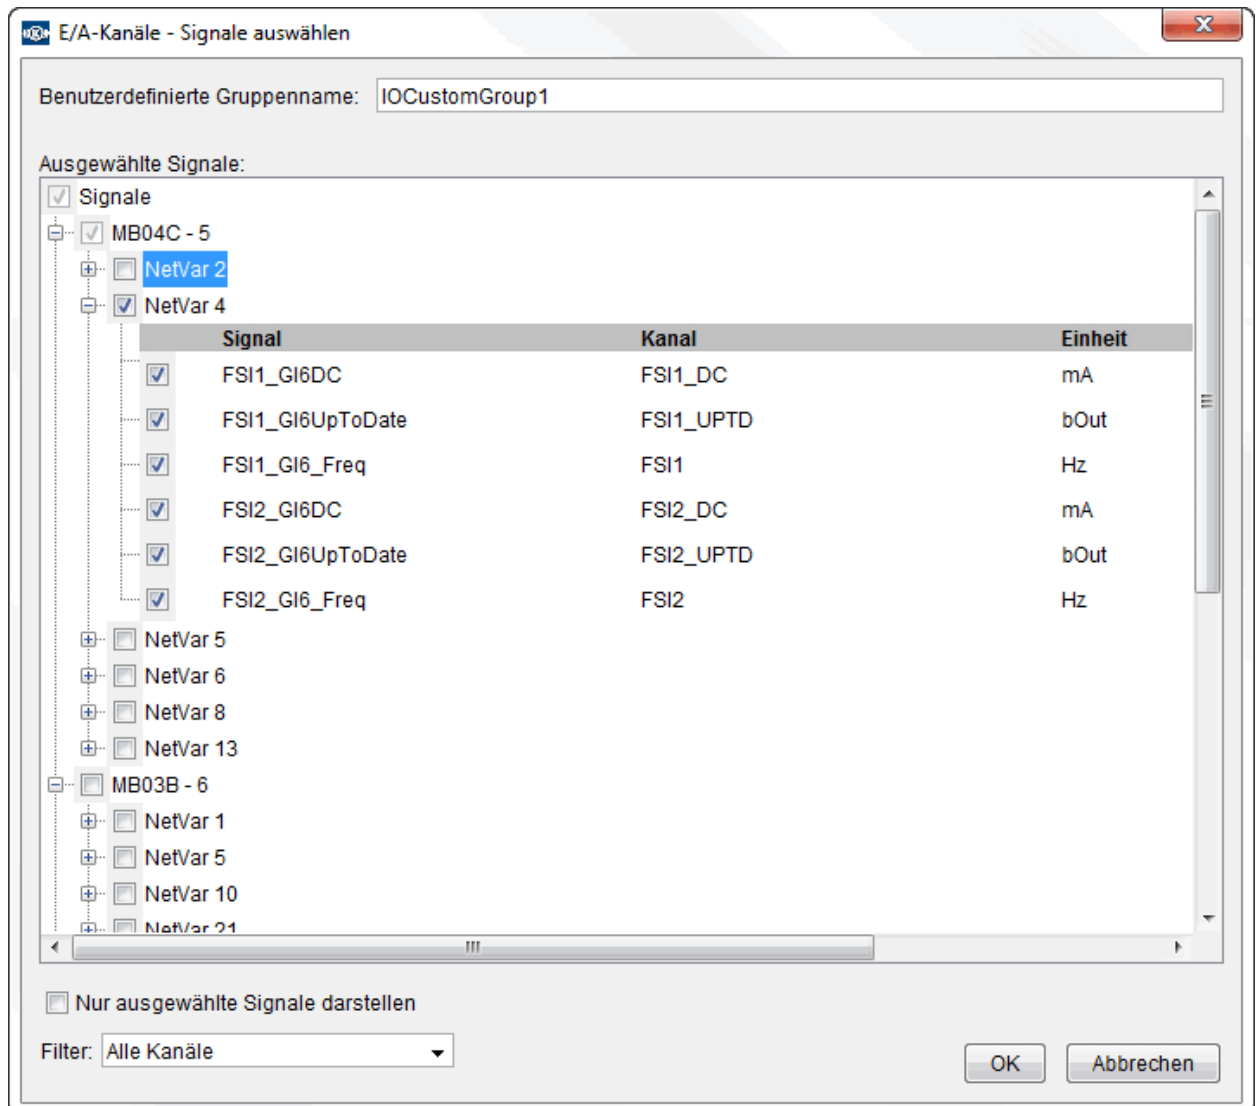 E/A-Kanäle - Signale auswählen
Benutzerdefinierte Gruppenname: IOCustomGroup1
Ausgewählte Signale:
Signale
MB04C - 5
NetVar 2
NetVar 4
Signal Kanal Einheit
FSI1_GI6DC FSI1_DC mA
FSI1_GI6UpToDate FSI1_UPTD bOut
FSI1_GI6_Freq FSI1 Hz
FSI2_GI6DC FSI2_DC mA
FSI2_GI6UpToDate FSI2_UPTD bOut
FSI2_GI6_Freq FSI2 Hz
NetVar 5
NetVar 6
NetVar 8
NetVar 13
MB03B - 6
NetVar 1
NetVar 5
NetVar 10
NetVar 21
Nur ausgewählte Signale darstellen
Filter: Alle Kanäle
OK Abbrechen